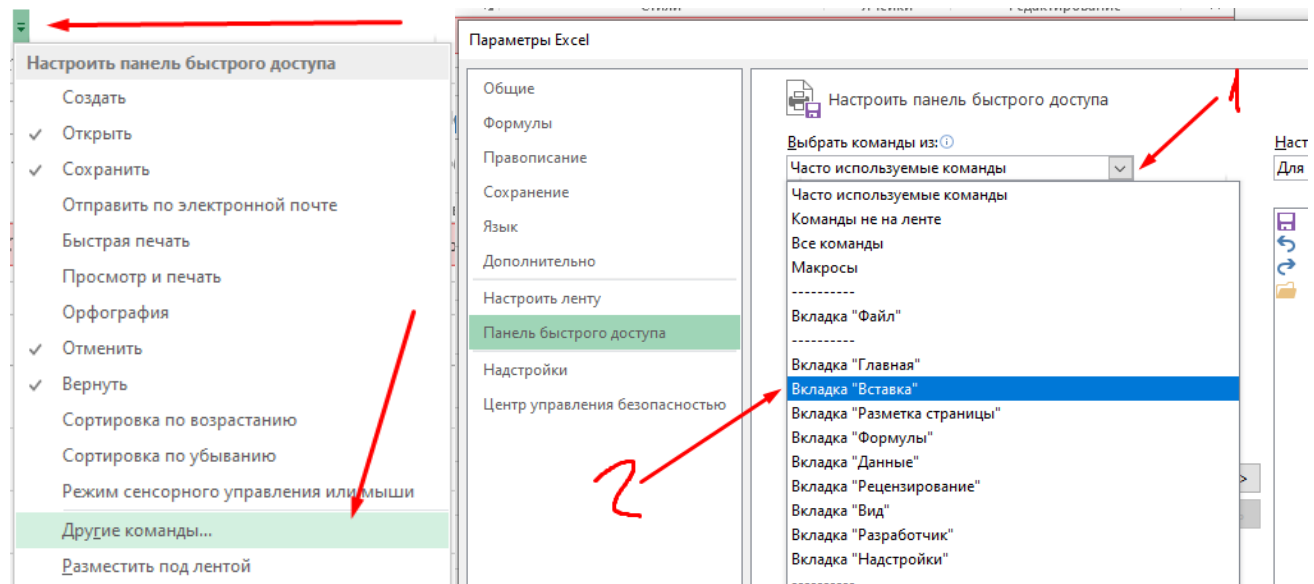 Настроить панель быстрого доступа
Создать
Открыть
Сохранить
Отправить по электронной почте
Быстрая печать
Просмотр и печать
Орфография
Отменить
Вернуть
Сортировка по возрастанию
Сортировка по убыванию
Режим сенсорного управления или мыши
Другие команды...
Разместить под лентой
Параметры Excel
Общие
Формулы
Правописание
Сохранение
Язык
Дополнительно
Настроить ленту
Панель быстрого доступа
Надстройки
Центр управления безопасностью
1
Настроить панель быстрого доступа
Выбрать команды из:
Часто используемые команды
Часто используемые команды
Команды не на ленте
Все команды
Макросы
----------
Вкладка "Файл"
----------
Вкладка "Главная"
Вкладка "Вставка"
Вкладка "Разметка страницы"
Вкладка "Формулы"
Вкладка "Данные"
Вкладка "Рецензирование"
Вкладка "Вид"
Вкладка "Разработчик"
Вкладка "Надстройки"
2
Наст
Для